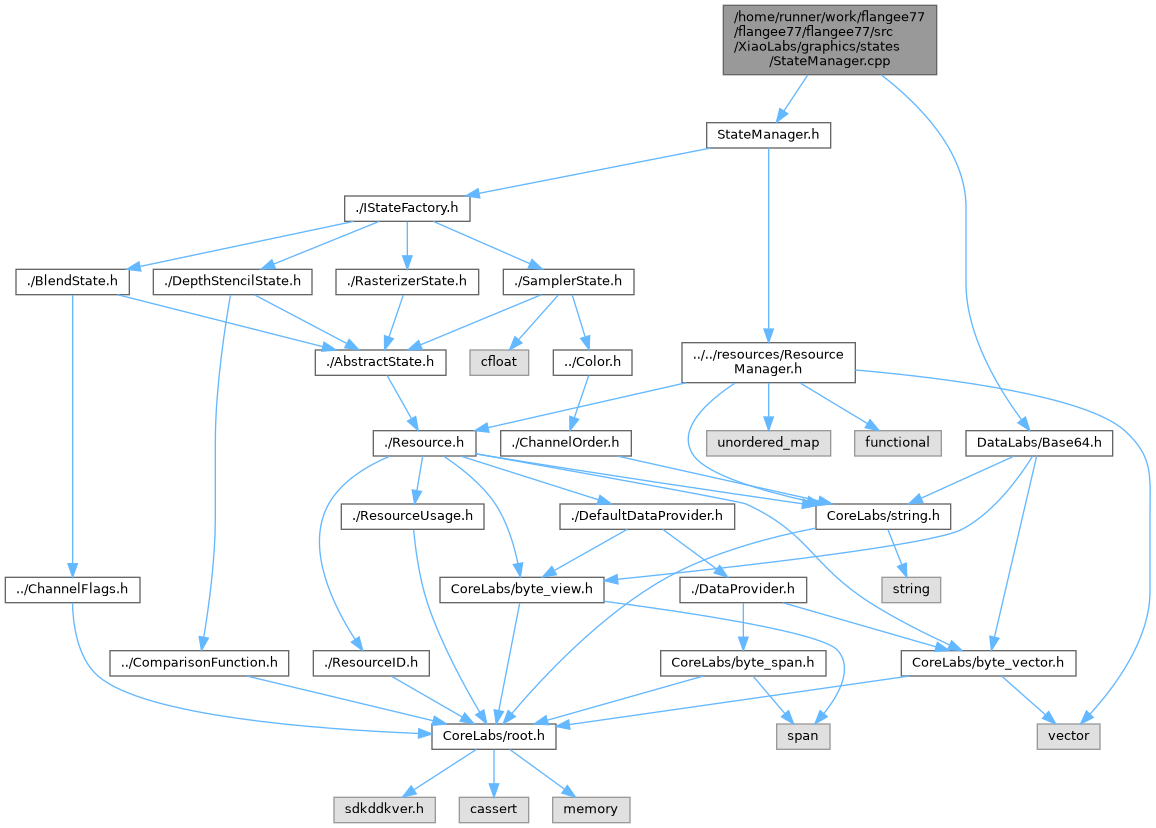 /home/runner/work/flangee77
/flangee77/flangee77/src
/XiaoLabs/graphics/states
/StateManager.cpp
StateManager.h
./IStateFactory.h
./BlendState.h
./DepthStencilState.h
./RasterizerState.h
./SamplerState.h
./AbstractState.h
cfloat
../Color.h
../../resources/Resource
Manager.h
./Resource.h
./ChannelOrder.h
unordered_map
functional
DataLabs/Base64.h
./ResourceUsage.h
./DefaultDataProvider.h
CoreLabs/string.h
../ChannelFlags.h
CoreLabs/byte_view.h
./DataProvider.h
string
../ComparisonFunction.h
./ResourceID.h
CoreLabs/byte_span.h
CoreLabs/byte_vector.h
CoreLabs/root.h
span
vector
sdkddkver.h
cassert
memory